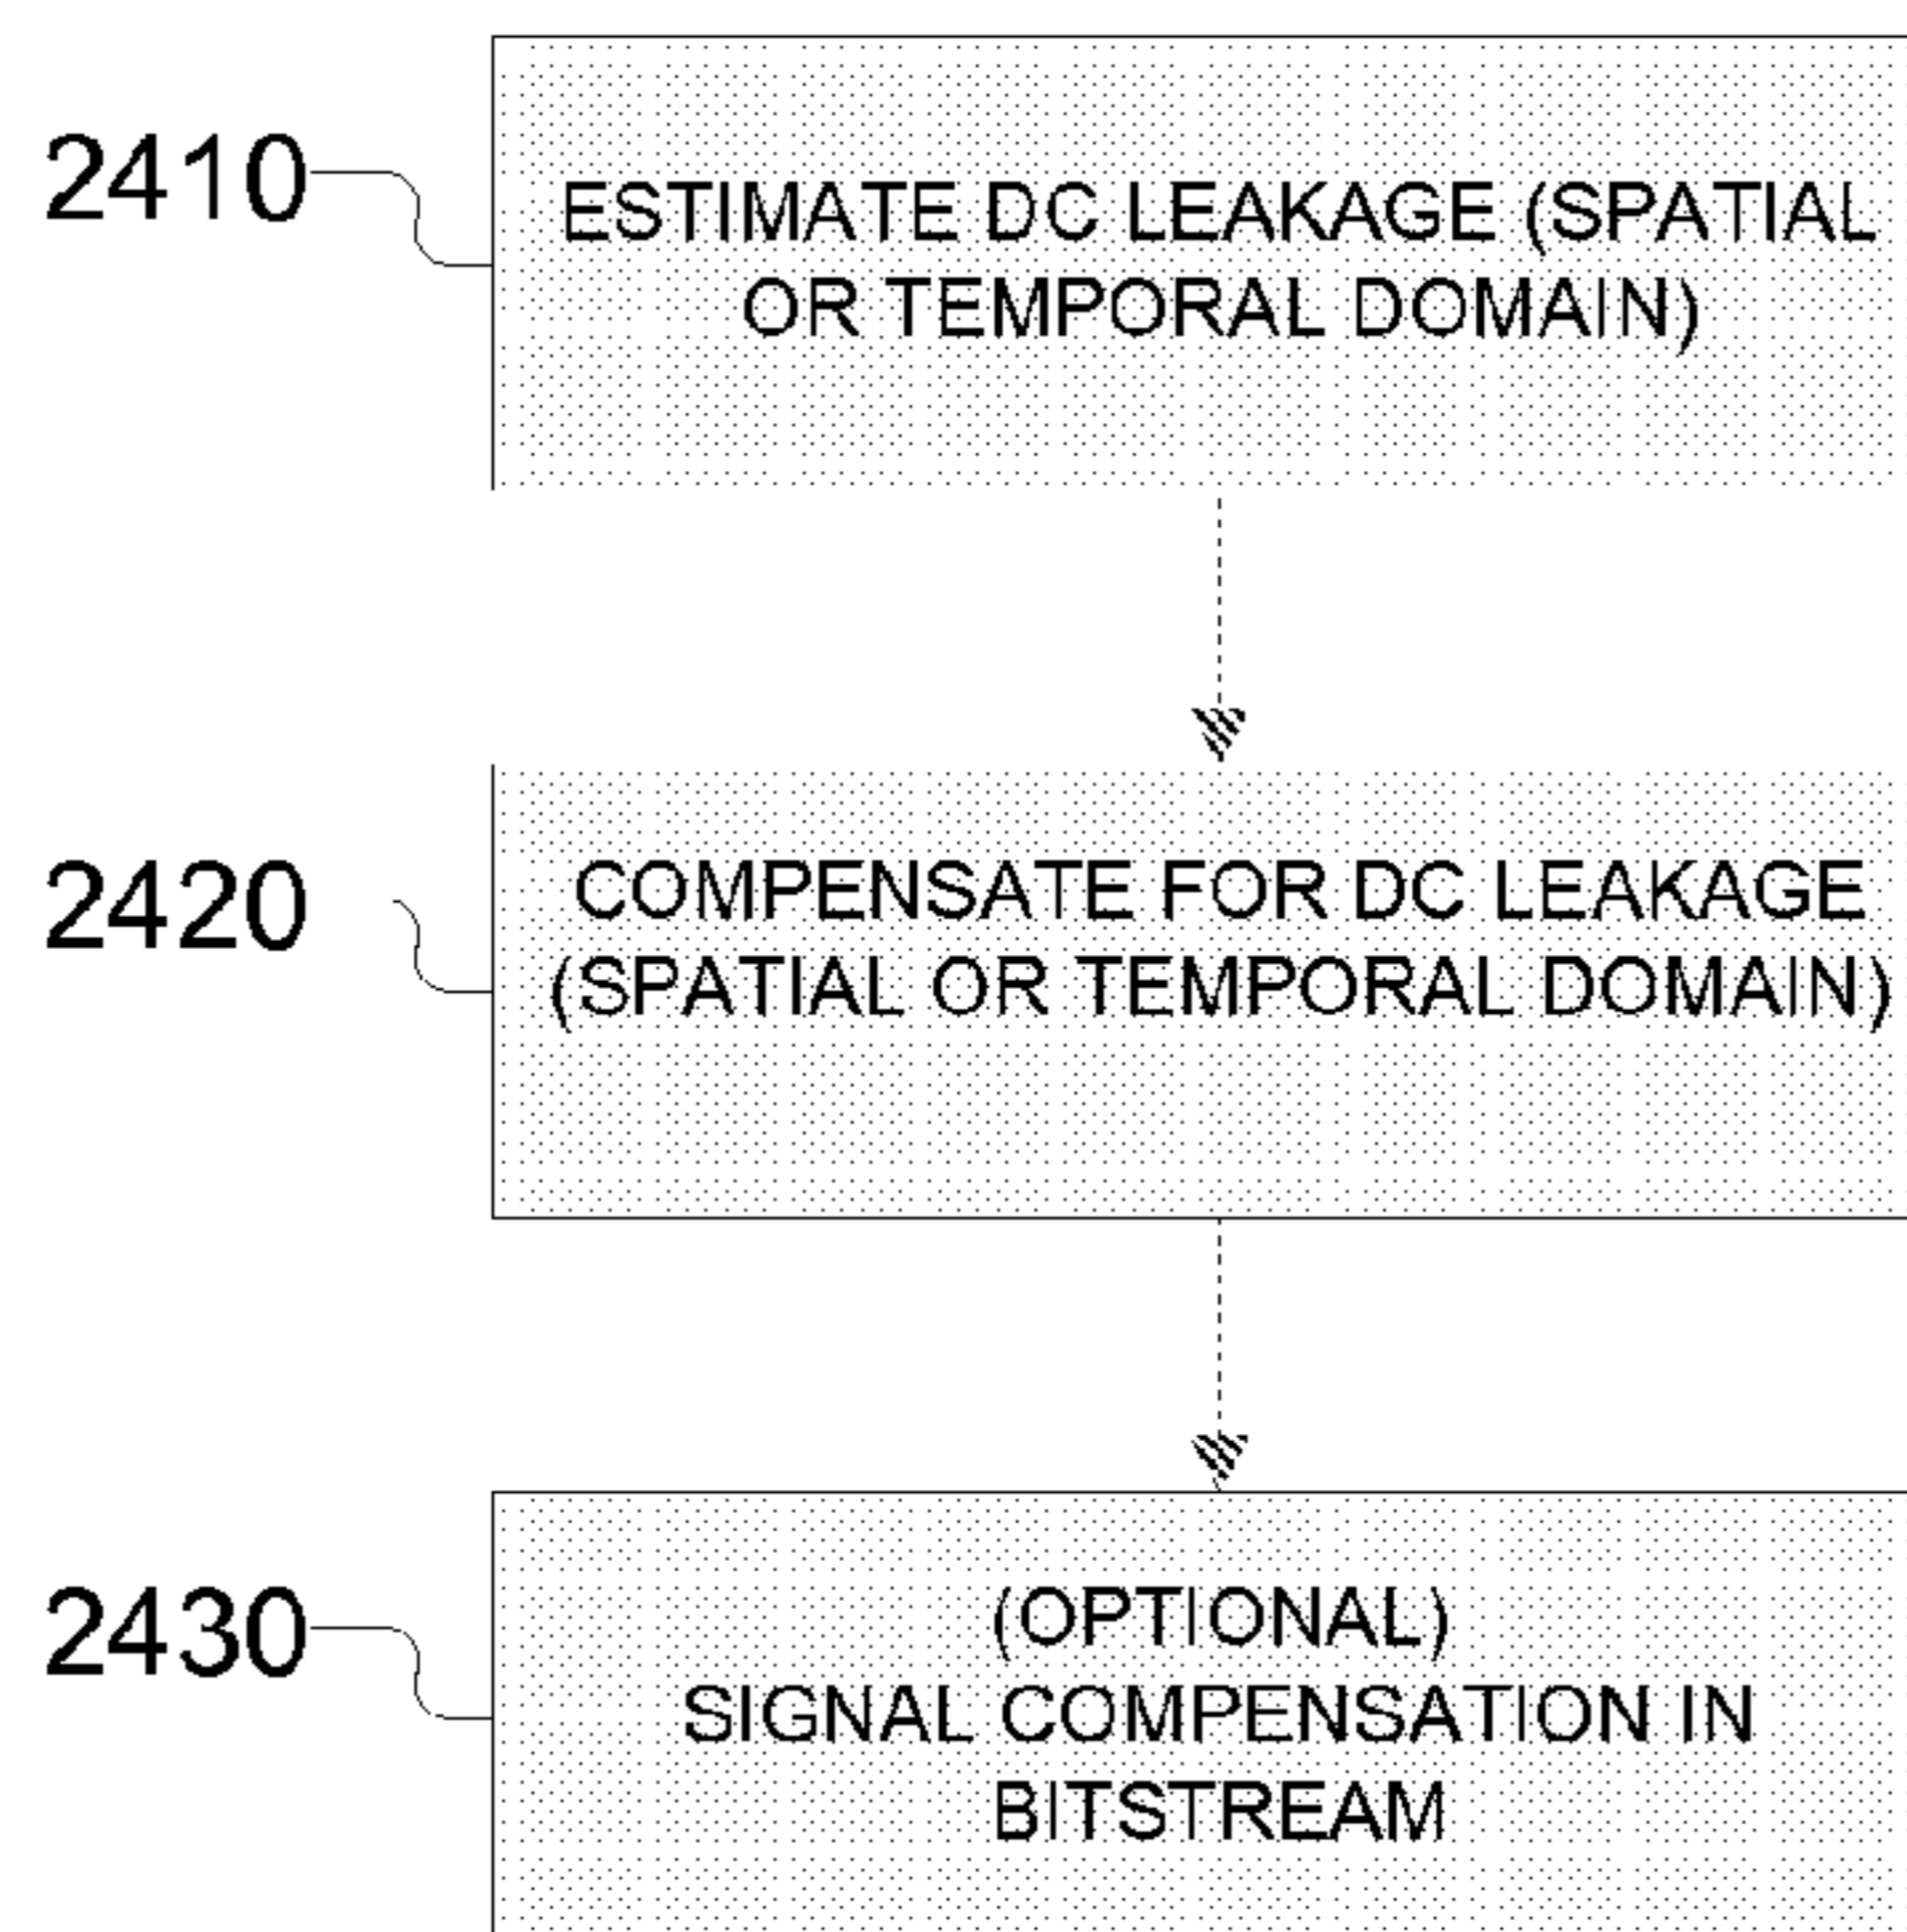 2410
ESTIMATE DC LEAKAGE (SPATIAL
OR TEMPORAL DOMAIN)
2420
COMPENSATE FOR DC LEAKAGE
(SPATIAL OR TEMPORAL DOMAIN)
2430
(OPTIONAL)
SIGNAL COMPENSATION IN
BITSTREAM